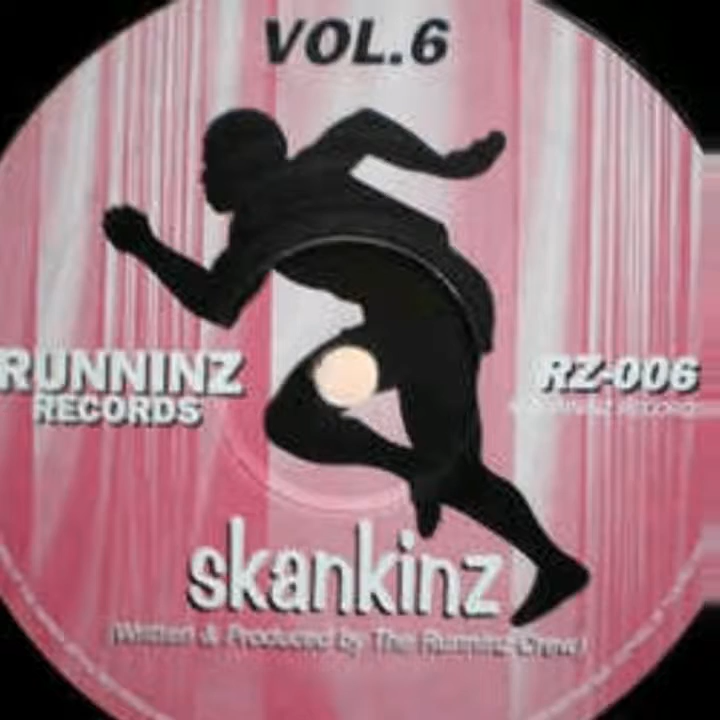 VOL.6
RUNNINZ
RECORDS
RZ-006
skankinz
(Written & Produced by The Runninz Crew)